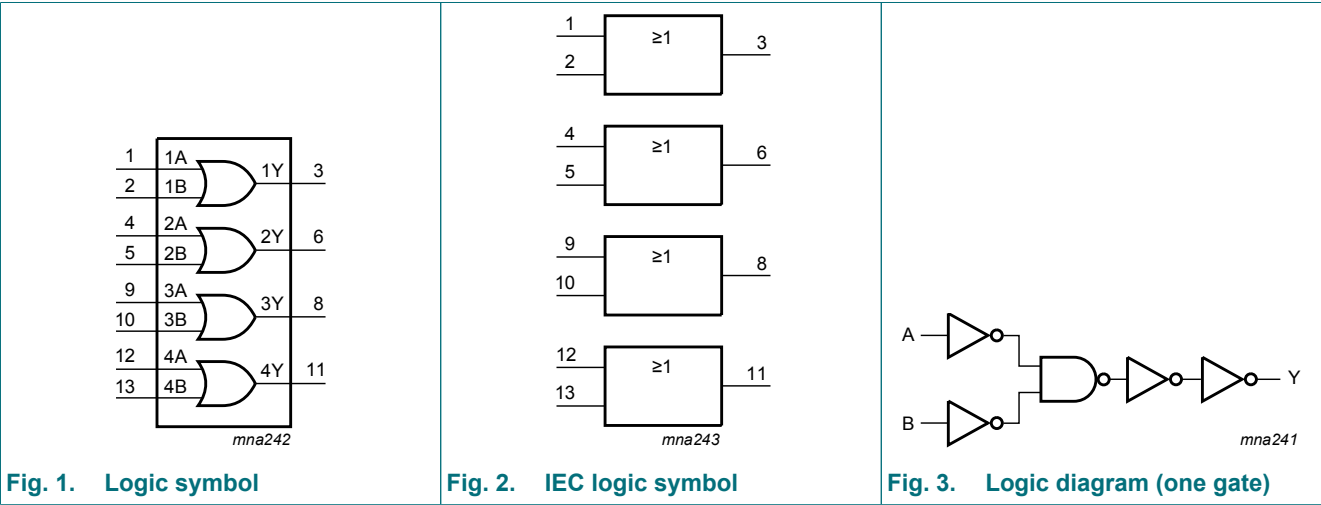 1 1A 1Y 3
2 1B
4 2A 2Y 6
5 2B
9 3A 3Y 8
10 3B
12 4A 4Y 11
13 4B
mna242
Fig. 1. Logic symbol
1 ≥1 3
2
4 ≥1 6
5
9 ≥1 8
10
12 ≥1 11
13
mna243
Fig. 2. IEC logic symbol
A
B
Y
mna241
Fig. 3. Logic diagram (one gate)